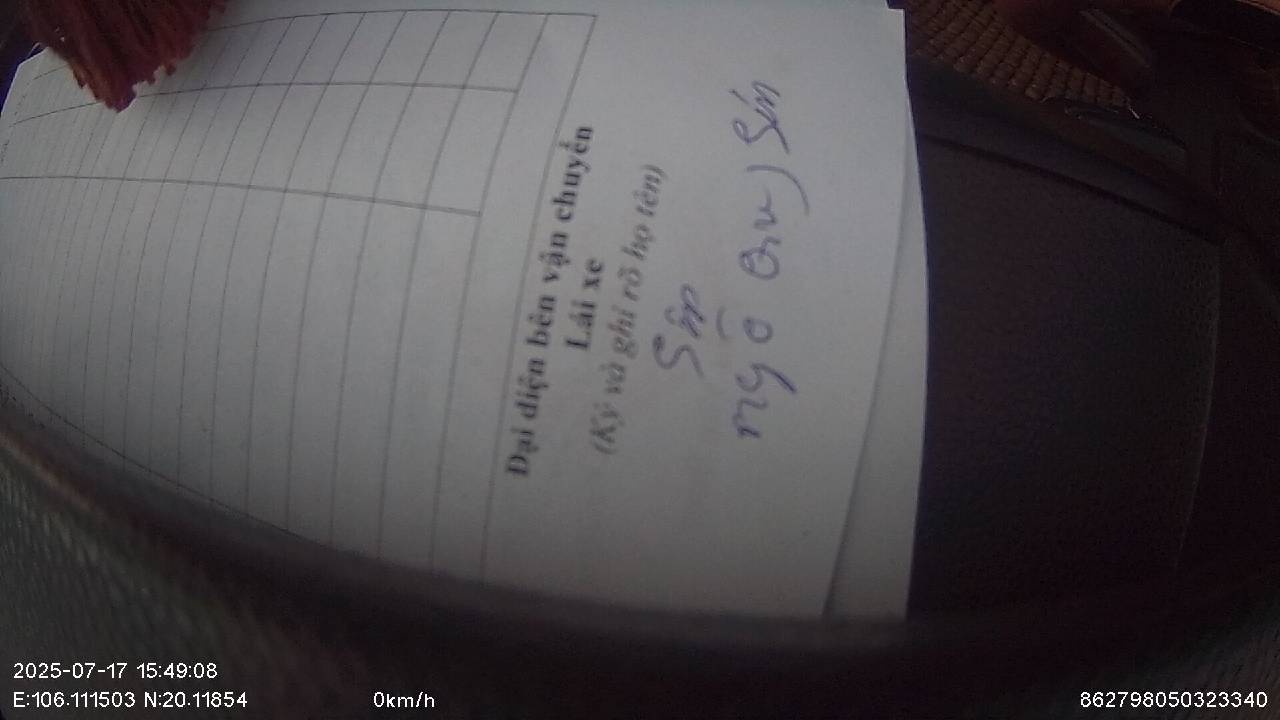 Đại diện bên vận chuyển
Lái xe
(Ký và ghi rõ họ tên)
Ngô
2025-07-17 15:49:08
E:106.111503 N:20.11854
0km/h
862798050323340